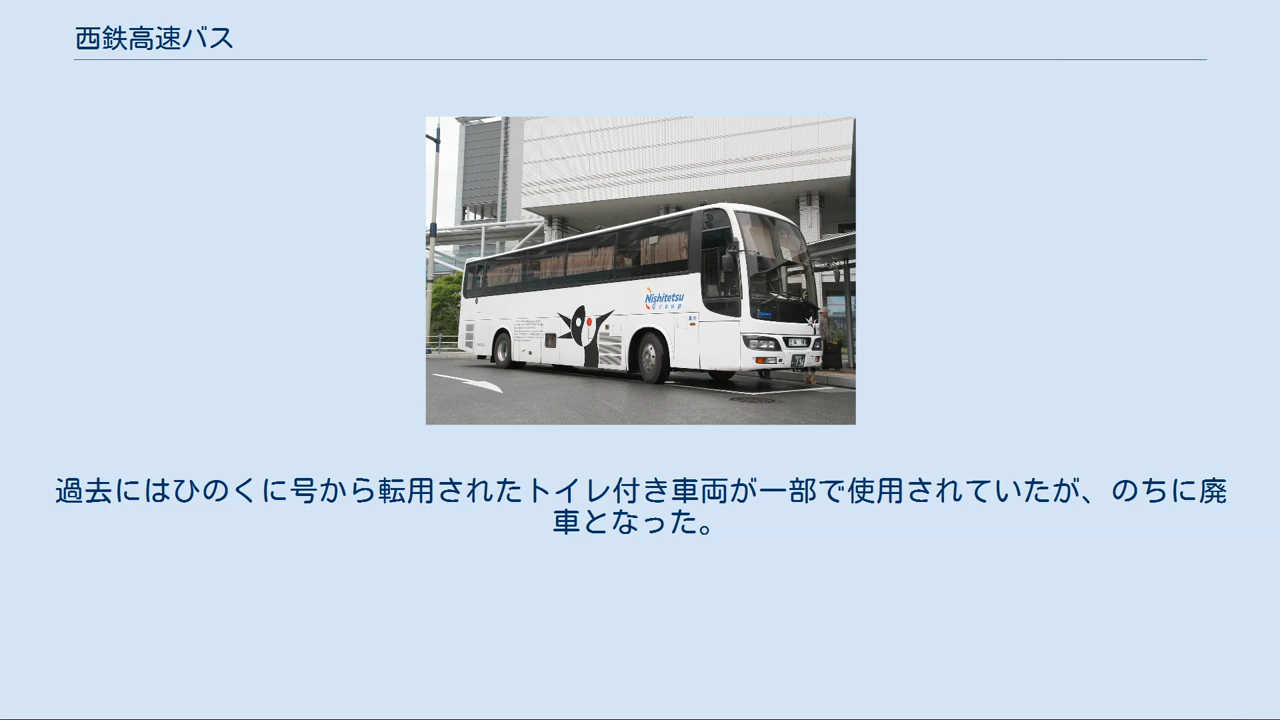 西鉄高速バス
Nishitetsu
Group
過去にはひのくに号から転用されたトイレ付き車両が一部で使用されていたが、のちに廃
車となった。